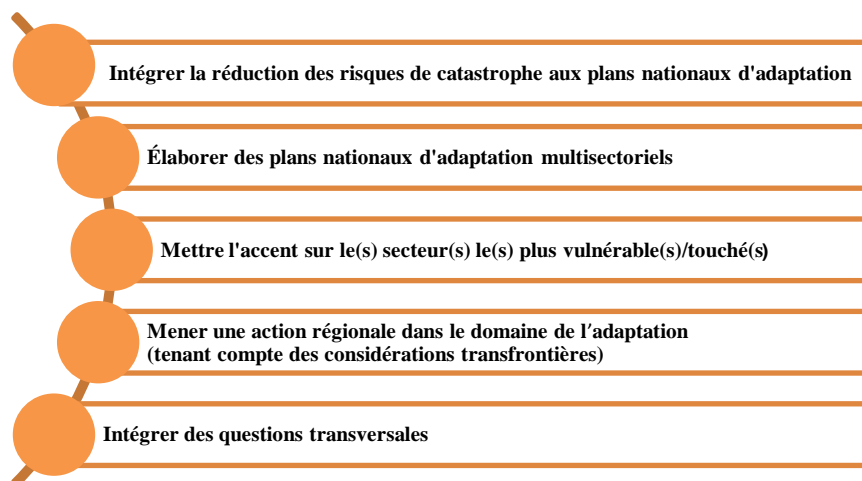 Intégrer la réduction des risques de catastrophe aux plans nationaux d'adaptation
Élaborer des plans nationaux d'adaptation multisectoriels
Mettre l'accent sur le(s) secteur(s) le(s) plus vulnérable(s)/touché(s)
Mener une action régionale dans le domaine de l'adaptation
(tenant compte des considérations transfrontières)
Intégrer des questions transversales